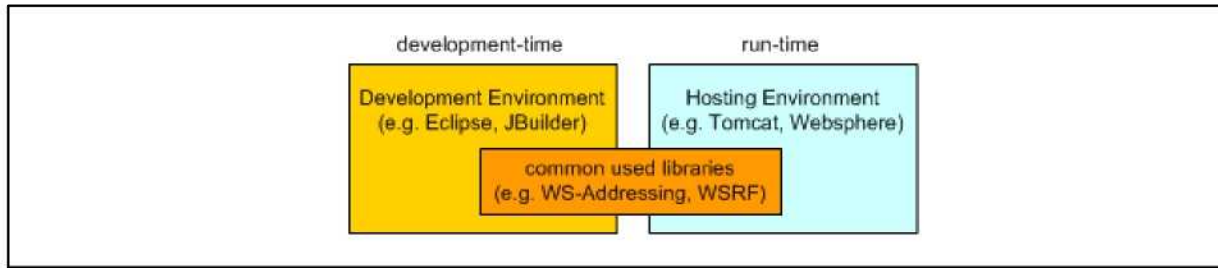 development-time
run-time
Development Environment
(e.g. Eclipse, JBuilder)
Hosting Environment
(e.g. Tomcat, Websphere)
common used libraries
(e.g. WS-Addressing, WSRF)